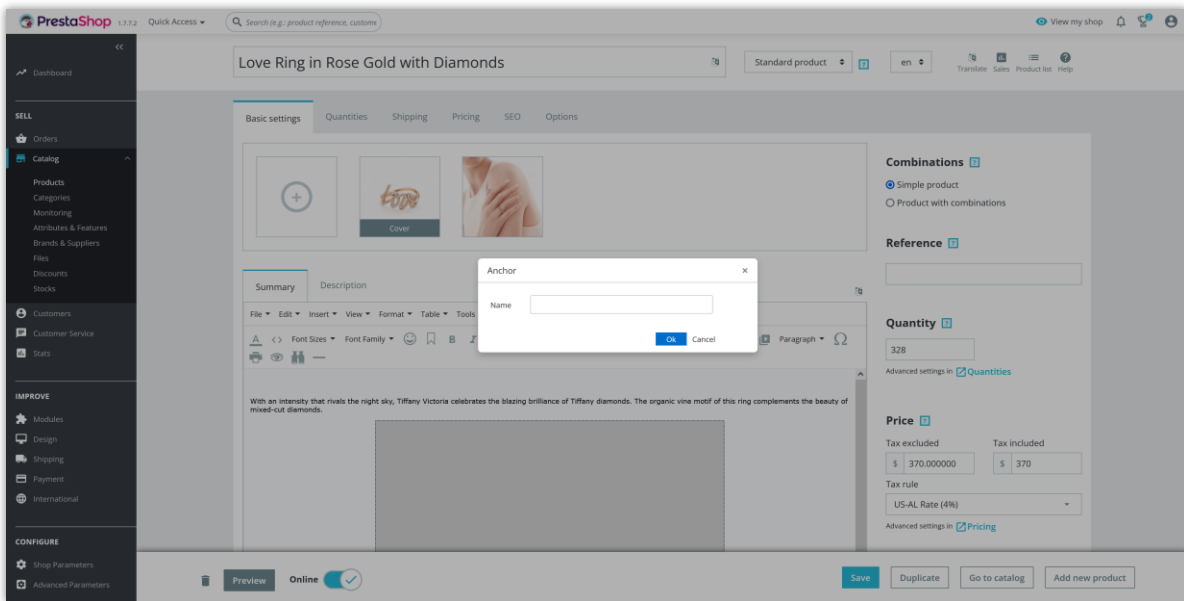 PrestaShop 1.7.7.2 Quick Access Search (e.g.: product reference, custome View my shop
Love Ring in Rose Gold with Diamonds Standard product ? en Translate Sales Product list Help
Dashboard
Basic settings Quantities Shipping Pricing SEO Options
SELL
Orders
Catalog
Products
Categories
Monitoring
Attributes & Features
Brands & Suppliers
Files
Discounts
Stocks
Customers
Customer Service
Stats
IMPROVE
Modules
Design
Shipping
Payment
International
CONFIGURE
Shop Parameters
Advanced Parameters
Cover
Combinations ?
Simple product
Product with combinations
Reference ?
Quantity ?
328
Advanced settings in Quantities
Price ?
Tax excluded Tax included
$ 370.000000 $ 370
Tax rule
US-AL Rate (4%)
Advanced settings in Pricing
Summary Description
File Edit Insert View Format Table Tools
A <> Font Sizes Font Family B I Paragraph Ω
With an intensity that rivals the night sky, Tiffany Victoria celebrates the blazing brilliance of Tiffany diamonds. The organic vine motif of this ring complements the beauty of
mixed-cut diamonds.
Anchor ×
Name
Ok Cancel
Preview Online Save Duplicate Go to catalog Add new product